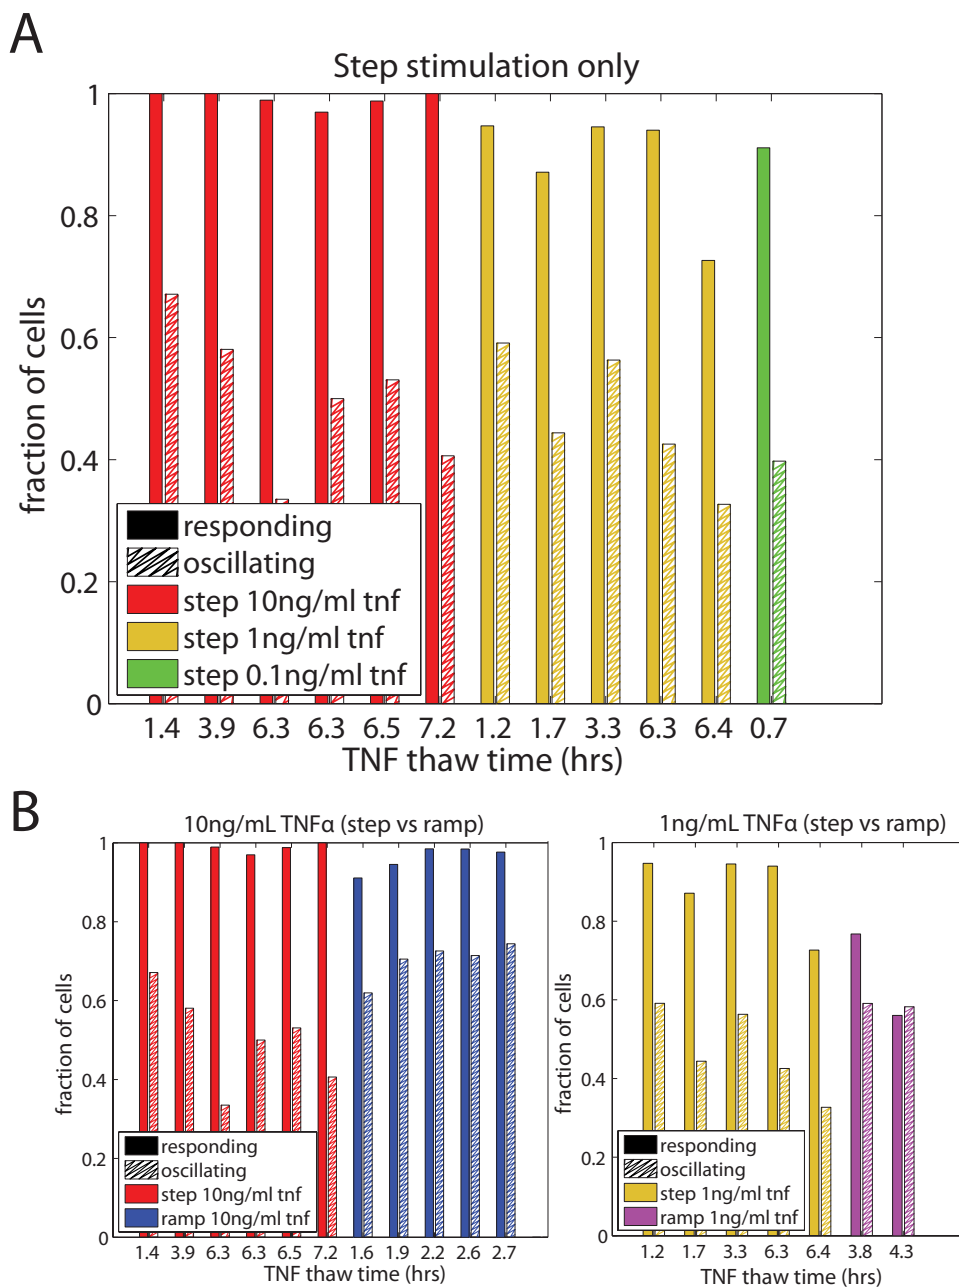 A
Step stimulation only
fraction of cells
1
0.8
0.6
0.4
0.2
0
responding
oscillating
step 10ng/ml tnf
step 1ng/ml tnf
step 0.1ng/ml tnf
1.4 3.9 6.3 6.3 6.5 7.2 1.2 1.7 3.3 6.3 6.4 0.7
TNF thaw time (hrs)
B
10ng/mL TNFα (step vs ramp)
fraction of cells
1
0.8
0.6
0.4
0.2
0
responding
oscillating
step 10ng/ml tnf
ramp 10ng/ml tnf
1.4 3.9 6.3 6.3 6.5 7.2 1.6 1.9 2.2 2.6 2.7
TNF thaw time (hrs)
1ng/mL TNFα (step vs ramp)
fraction of cells
1
0.8
0.6
0.4
0.2
0
responding
oscillating
step 1ng/ml tnf
ramp 1ng/ml tnf
1.2 1.7 3.3 6.3 6.4 3.8 4.3
TNF thaw time (hrs)